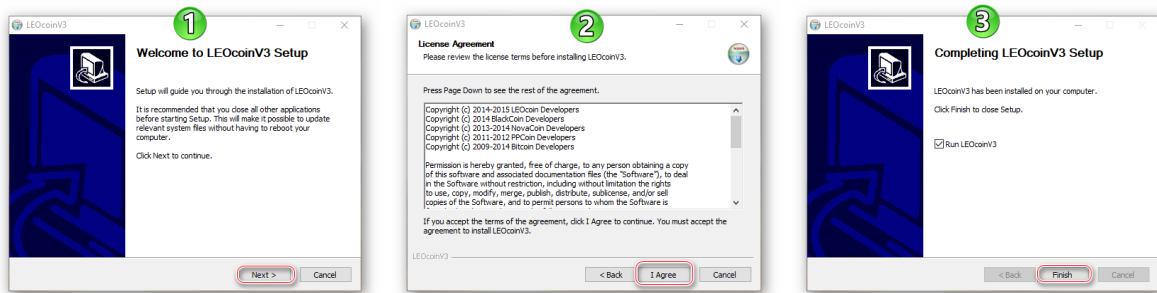 1
LEOcoinV3
Welcome to LEOcoinV3 Setup
Setup will guide you through the installation of LEOcoinV3.
It is recommended that you close all other applications
before starting Setup. This will make it possible to update
relevant system files without having to reboot your
computer.
Click Next to continue.
Next >
Cancel
2
LEOcoinV3
License Agreement
Please review the license terms before installing LEOcoinV3.
Press Page Down to see the rest of the agreement.
Copyright (c) 2014-2015 LEOcoin Developers
Copyright (c) 2014 BlackCoin Developers
Copyright (c) 2013-2014 NovaCoin Developers
Copyright (c) 2011-2012 PPCoin Developers
Copyright (c) 2009-2014 Bitcoin Developers
Permission is hereby granted, free of charge, to any person obtaining a copy
of this software and associated documentation files (the "Software"), to deal
in the Software without restriction, including without limitation the rights
to use, copy, modify, merge, publish, distribute, sublicense, and/or sell
copies of the Software, and to permit persons to whom the Software is
If you accept the terms of the agreement, click I Agree to continue. You must accept the
agreement to install LEOcoinV3.
LEOcoinV3
< Back
I Agree
Cancel
3
LEOcoinV3
Completing LEOcoinV3 Setup
LEOcoinV3 has been installed on your computer.
Click Finish to close Setup.
Run LEOcoinV3
< Back
Finish
Cancel